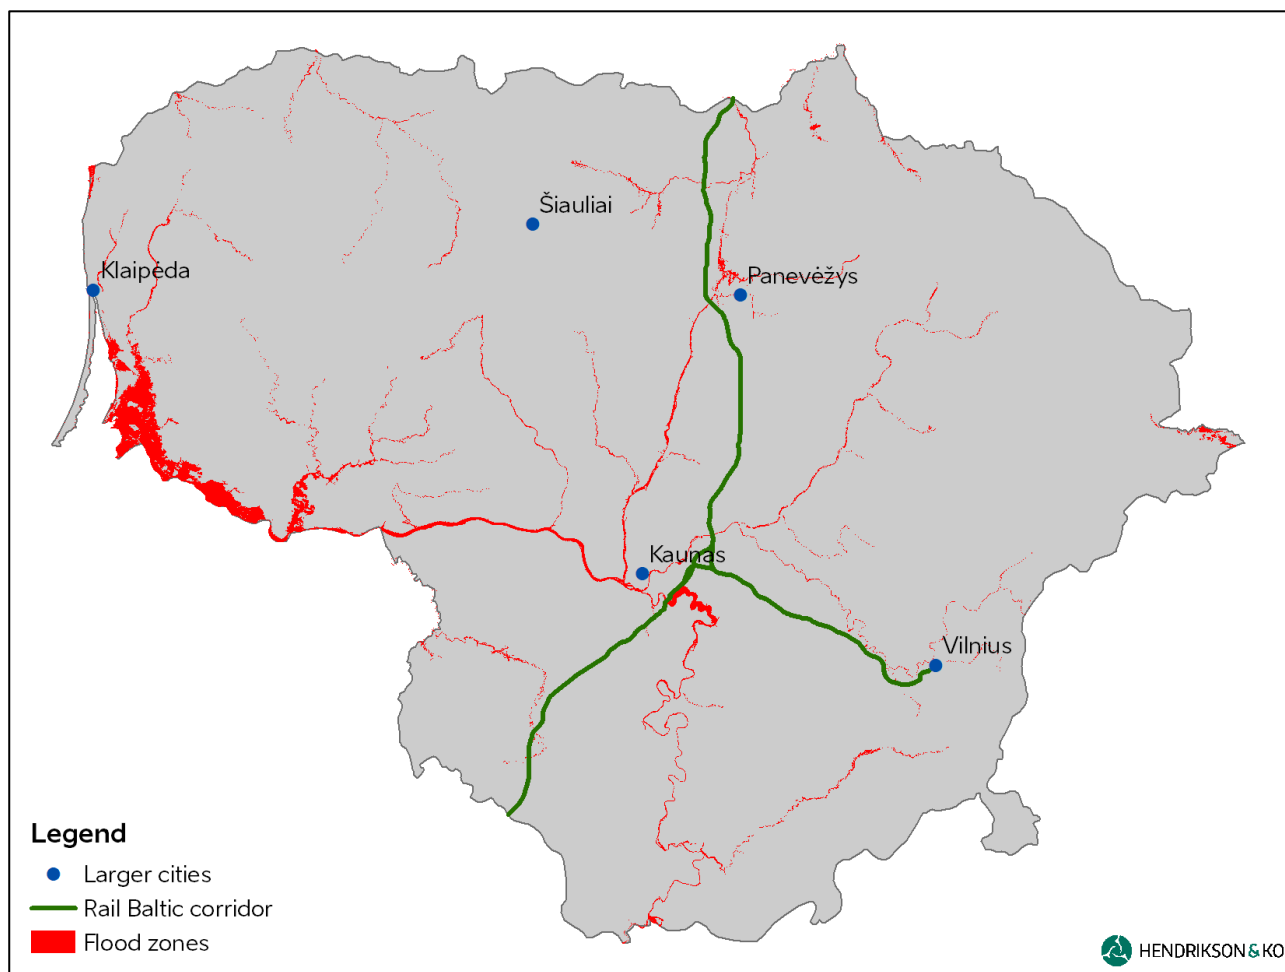 Šiauliai
Klaipėda
Panevėžys
Kaunas
Vilnius
Legend
Larger cities
Rail Baltic corridor
Flood zones
HENDRIKSON & KO